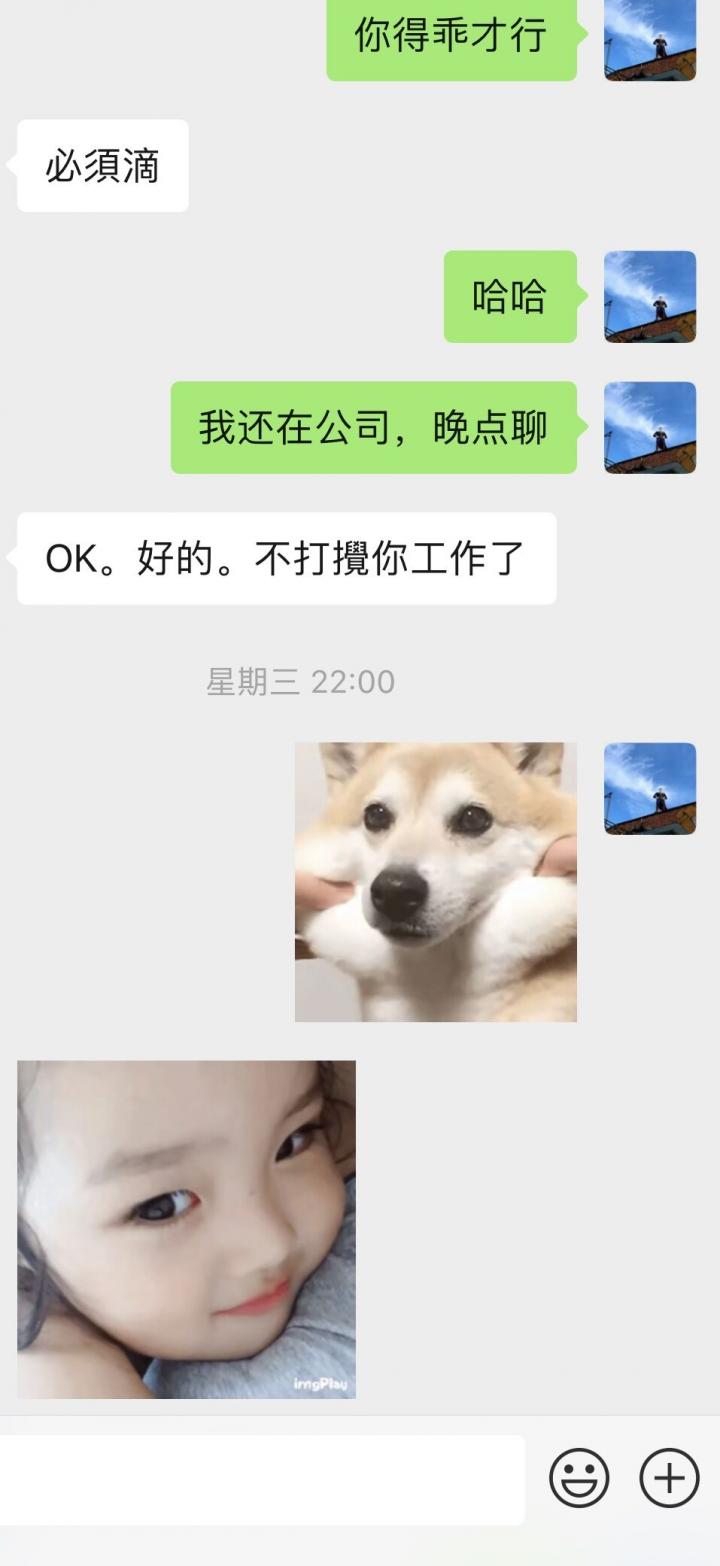 你得乖才行
必須滴
哈哈
我还在公司，晚点聊
OK。好的。不打攪你工作了
星期三 22:00
imgPlay